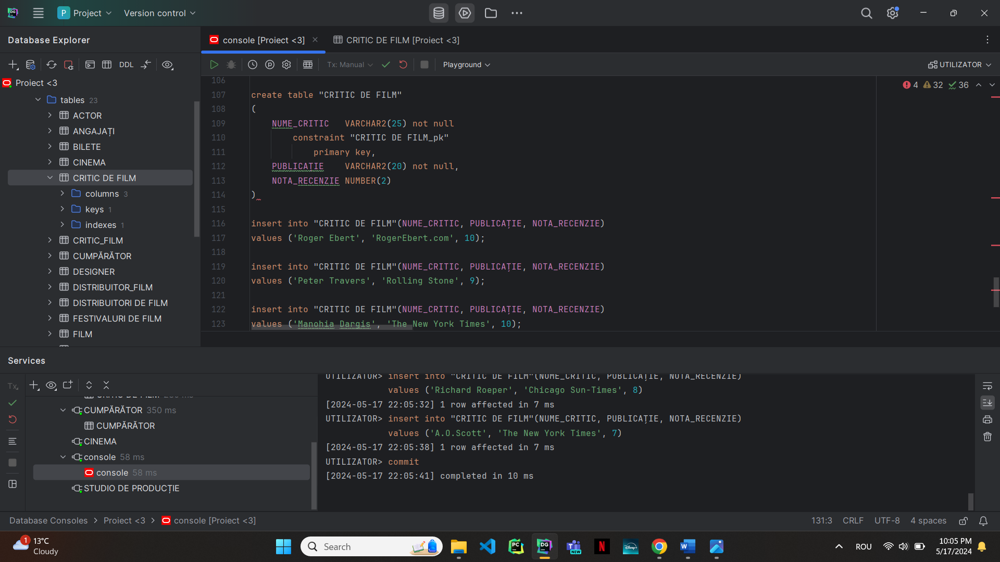 P Project Version control
Database Explorer
console [Proiect <3] CRITIC DE FILM [Proiect <3]
DDL
Tx: Manual Playground UTILIZATOR
Proiect <3
tables 23
ACTOR
ANGAJAȚI
BILETE
CINEMA
CRITIC DE FILM
columns 3
keys 1
indexes 1
CRITIC_FILM
CUMPĂRĂTOR
DESIGNER
DISTRIBUITOR_FILM
DISTRIBUITORI DE FILM
FESTIVALURI DE FILM
FILM
4 32 36
106
107 create table "CRITIC DE FILM"
108 (
109 NUME_CRITIC VARCHAR2(25) not null
110 constraint "CRITIC DE FILM_pk"
111 primary key,
112 PUBLICAȚIE VARCHAR2(20) not null,
113 NOTA_RECENZIE NUMBER(2)
114 )
115
116 insert into "CRITIC DE FILM"(NUME_CRITIC, PUBLICAȚIE, NOTA_RECENZIE)
117 values ('Roger Ebert', 'RogerEbert.com', 10);
118
119 insert into "CRITIC DE FILM"(NUME_CRITIC, PUBLICAȚIE, NOTA_RECENZIE)
120 values ('Peter Travers', 'Rolling Stone', 9);
121
122 insert into "CRITIC DE FILM"(NUME_CRITIC, PUBLICAȚIE, NOTA_RECENZIE)
123 values ('Manohia Dargis', 'The New York Times', 10);
Services
Tx
CUMPĂRĂTOR 350 ms
CUMPĂRĂTOR
CINEMA
console 58 ms
console 58 ms
STUDIO DE PRODUCȚIE
UTILIZATOR> insert into "CRITIC DE FILM"(NUME_CRITIC, PUBLICAȚIE, NOTA_RECENZIE)
values ('Richard Roeper', 'Chicago Sun-Times', 8)
[2024-05-17 22:05:32] 1 row affected in 7 ms
UTILIZATOR> insert into "CRITIC DE FILM"(NUME_CRITIC, PUBLICAȚIE, NOTA_RECENZIE)
values ('A.O.Scott', 'The New York Times', 7)
[2024-05-17 22:05:38] 1 row affected in 7 ms
UTILIZATOR> commit
[2024-05-17 22:05:41] completed in 10 ms
Database Consoles > Proiect <3 > console [Proiect <3]
131:3 CRLF UTF-8 4 spaces
1
13°C
Cloudy
Search
PC
DG
NEW
N
Disney+
W
ROU
10:05 PM
5/17/2024